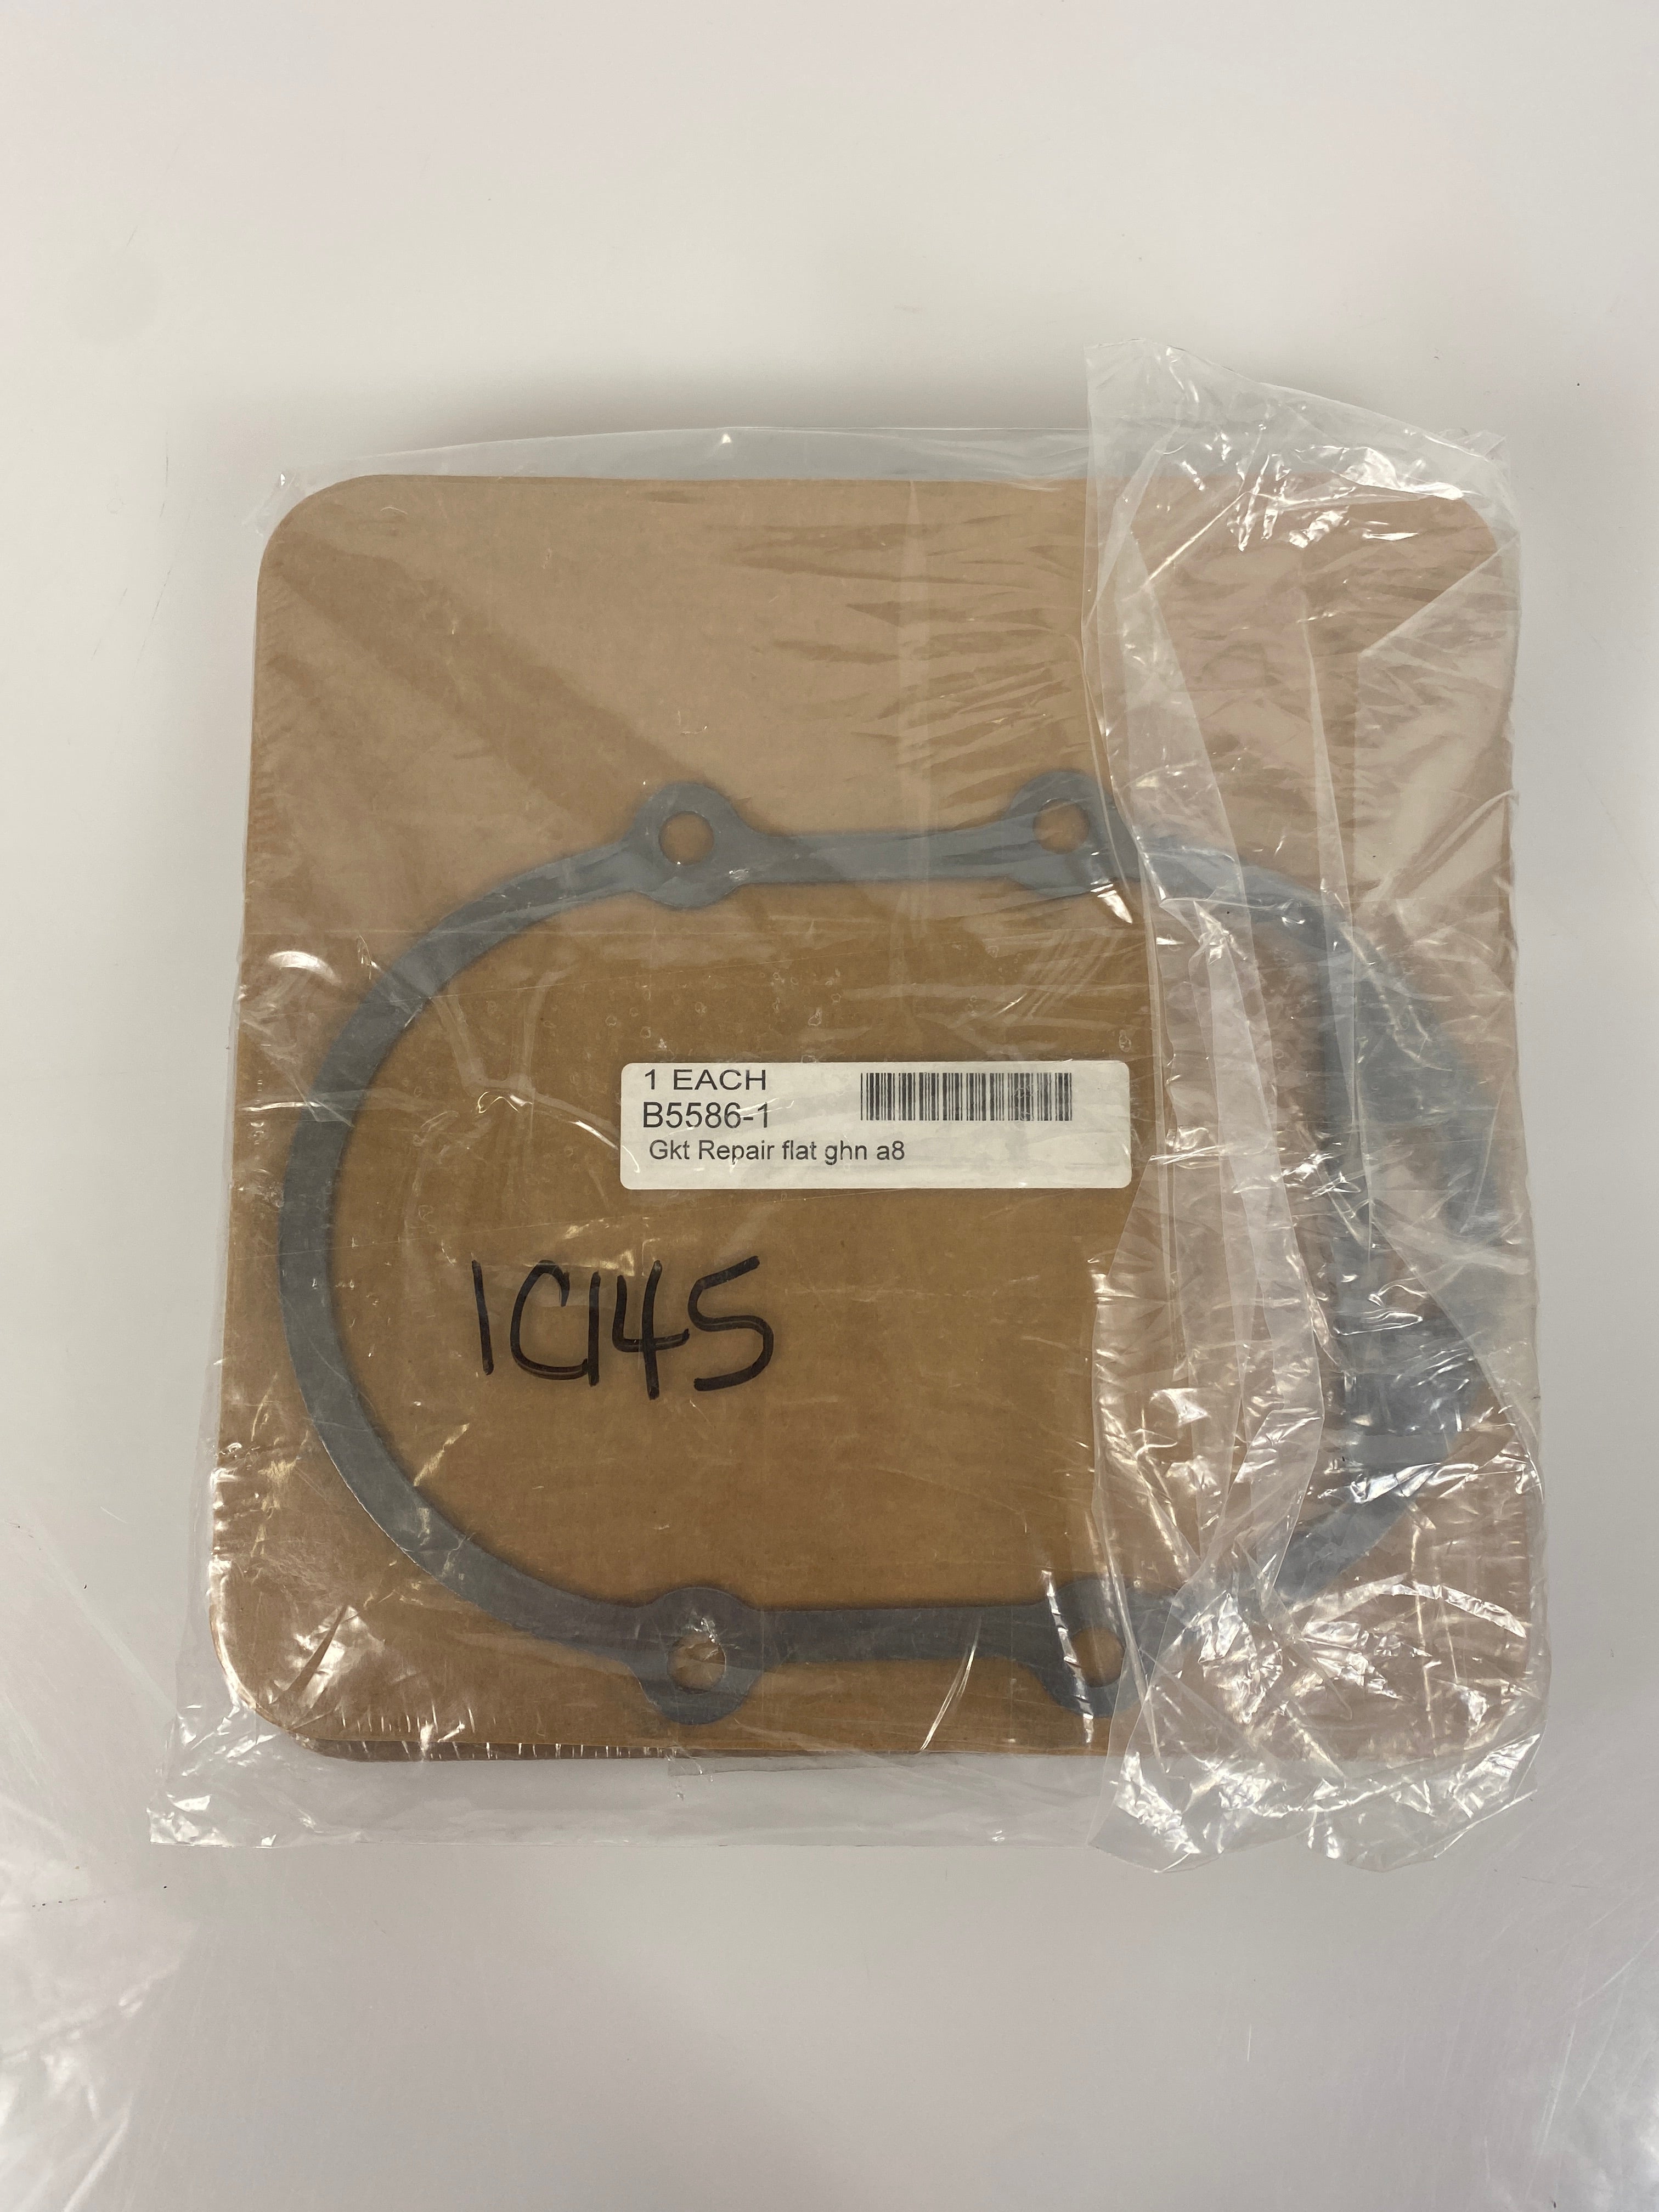 1 EACH
B5586-1
Gkt Repair flat ghn a8
1C145